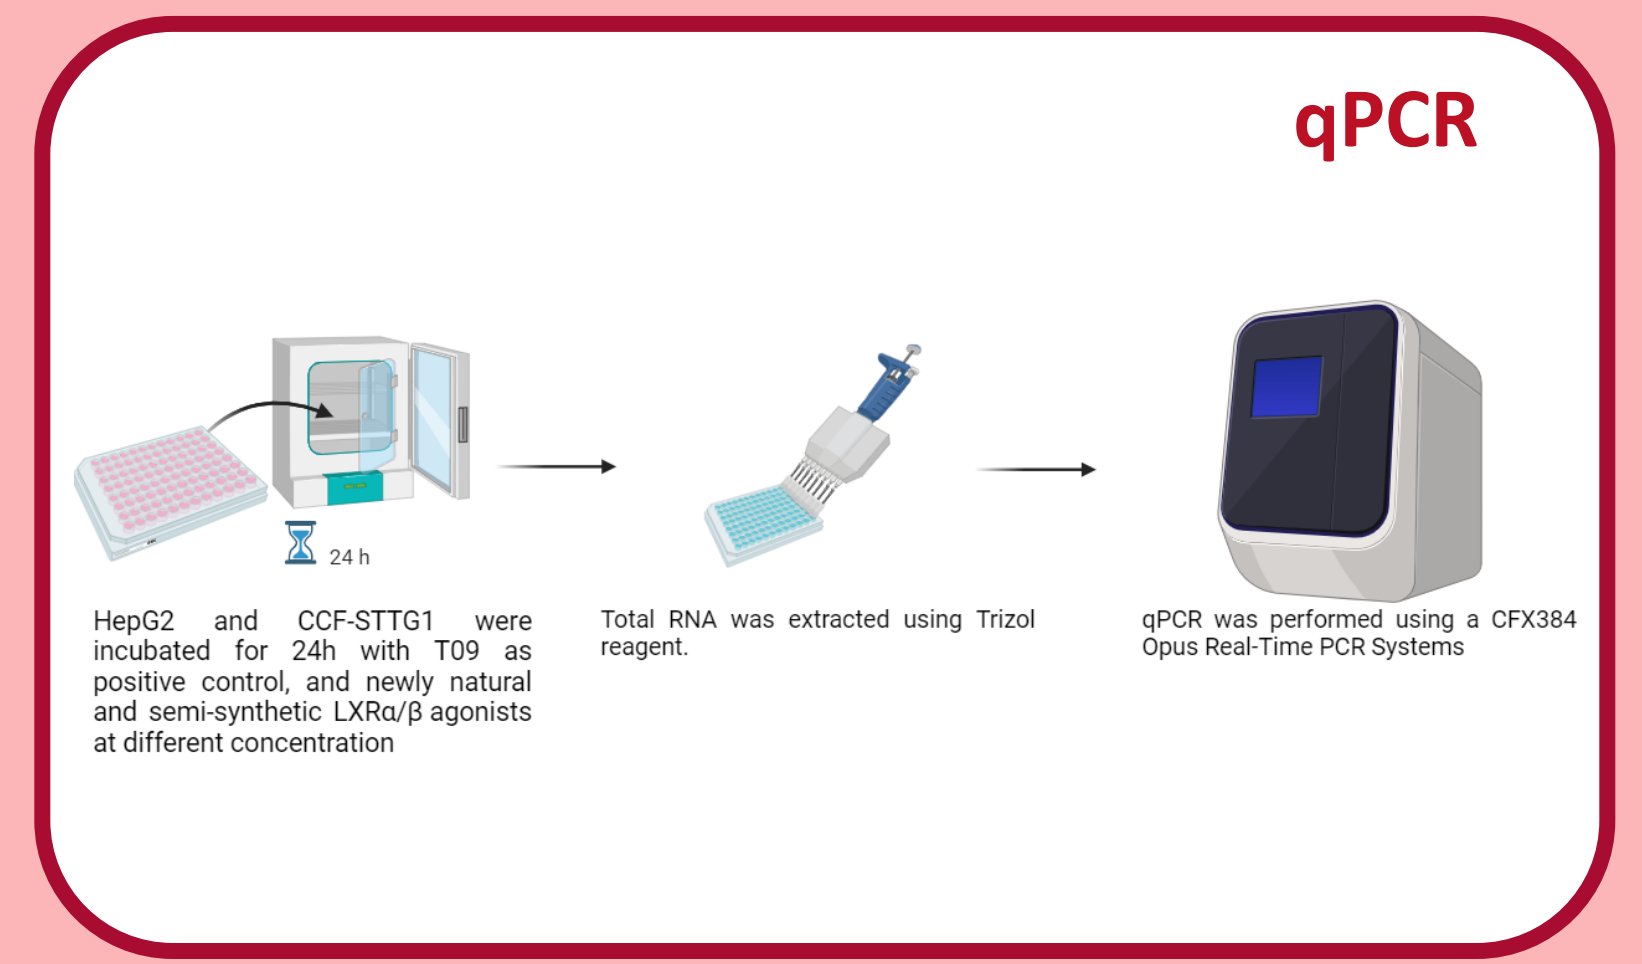 qPCR
24 h
HepG2 and CCF-STTG1 were
incubated for 24h with T09 as
positive control, and newly natural
and semi-synthetic LXRα/β agonists
at different concentration
Total RNA was extracted using Trizol
reagent.
qPCR was performed using a CFX384
Opus Real-Time PCR Systems